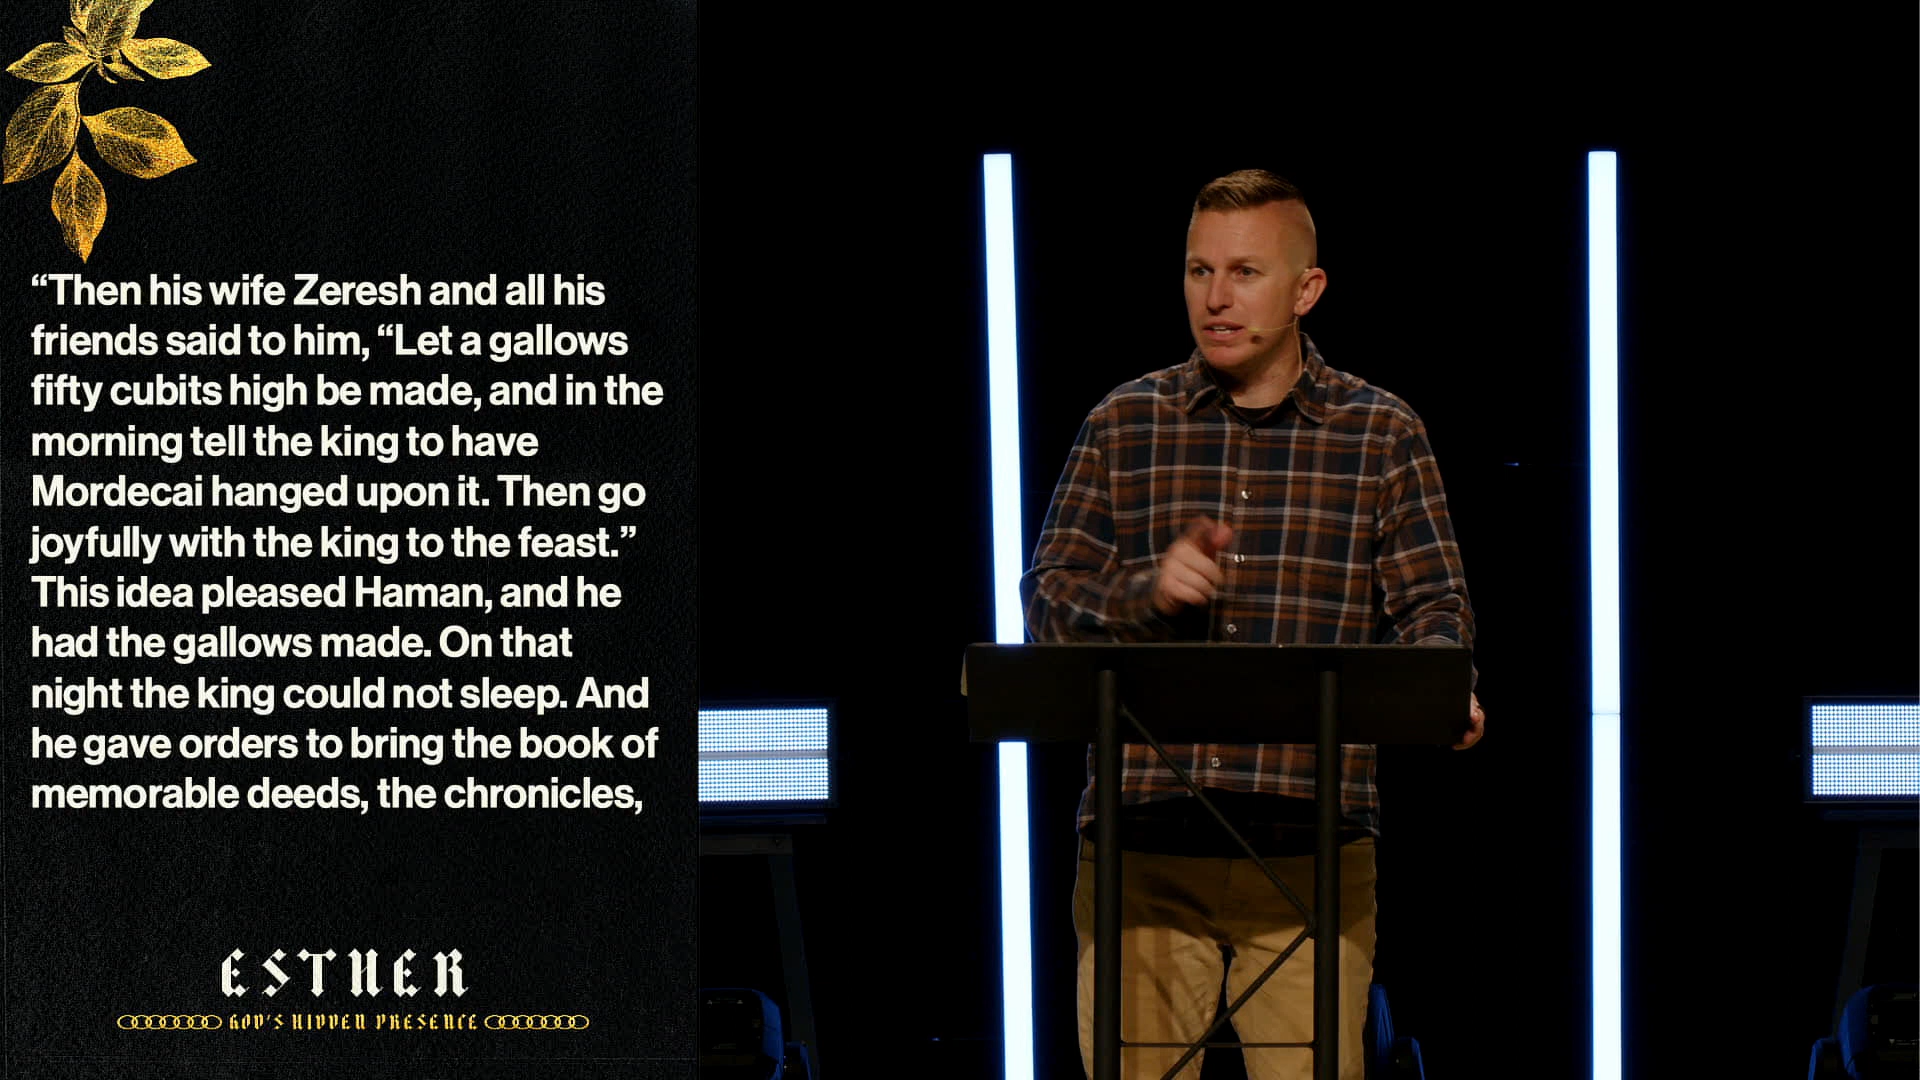 “Then his wife Zeresh and all his
friends said to him, “Let a gallows
fifty cubits high be made, and in the
morning tell the king to have
Mordecai hanged upon it. Then go
joyfully with the king to the feast.”
This idea pleased Haman, and he
had the gallows made. On that
night the king could not sleep. And
he gave orders to bring the book of
memorable deeds, the chronicles,
ESTHER
GOD'S HIDDEN PRESENCE